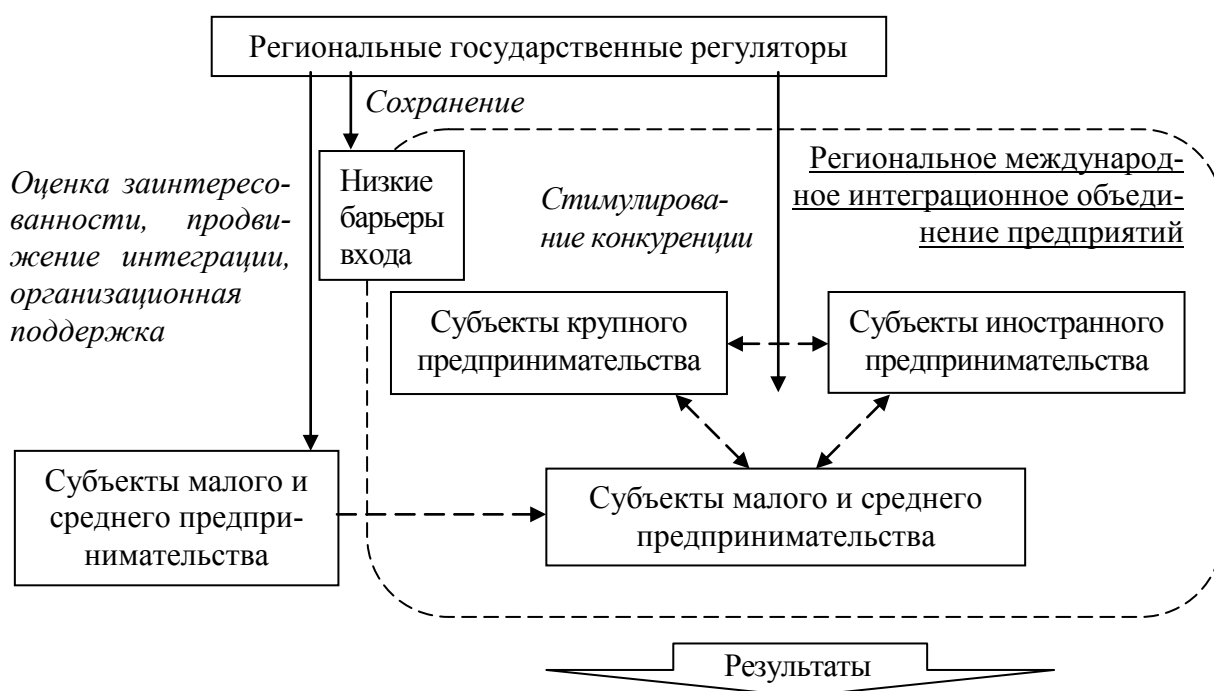 Региональные государственные регуляторы
Сохранение
Оценка заинтересо-
ванности, продви-
жение интеграции,
организационная
поддержка
Низкие
барьеры
входа
Стимулирова-
ние конкуренции
Региональное международ-
ное интеграционное объеди-
нение предприятий
Субъекты крупного
предпринимательства
Субъекты иностранного
предпринимательства
Субъекты малого и
среднего предпри-
нимательства
Субъекты малого и среднего
предпринимательства
Результаты